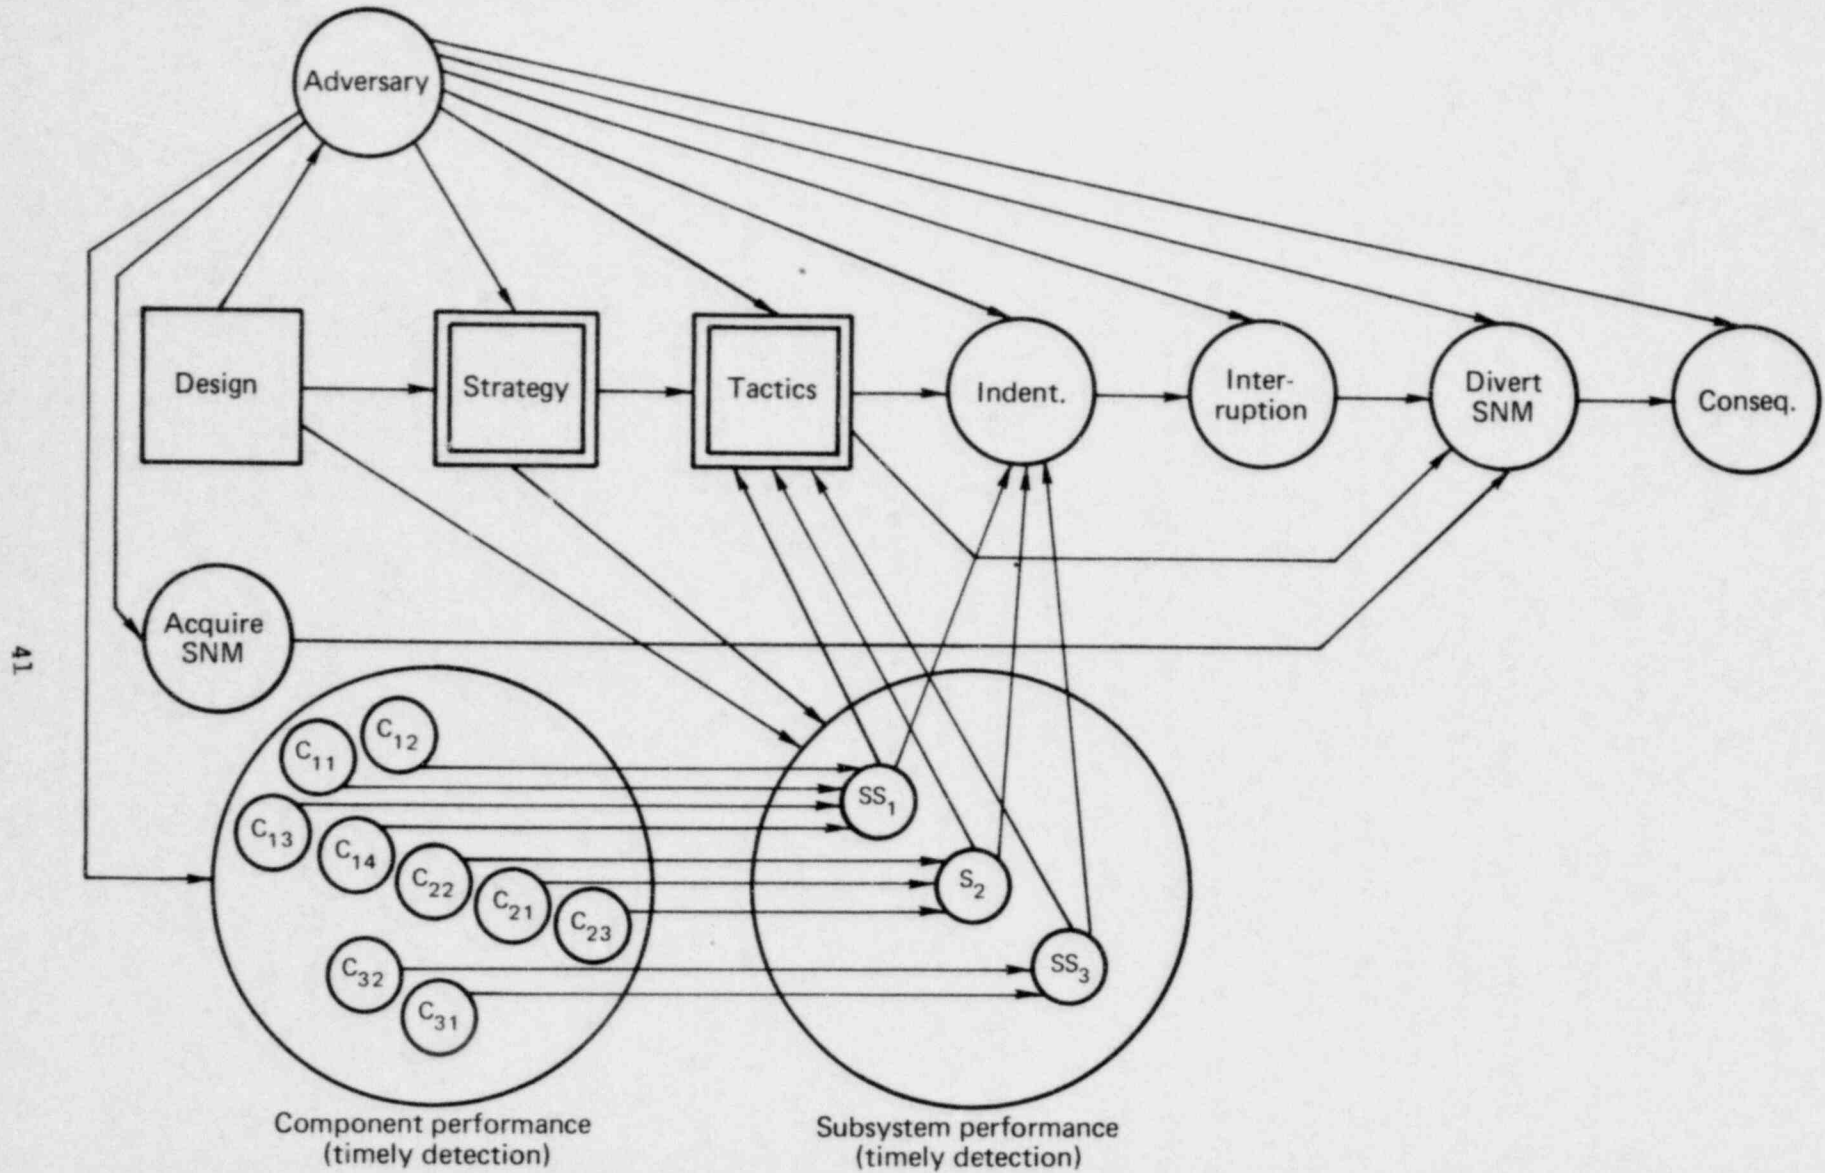 Adversary
Design
Strategy
Tactics
Indent.
Inter-
ruption
Divert
SNM
Conseq.
Acquire
SNM
41
C11
C12
C13
C14
C22
C21
C23
C32
C31
SS1
S2
SS3
Component performance
(timely detection)
Subsystem performance
(timely detection)